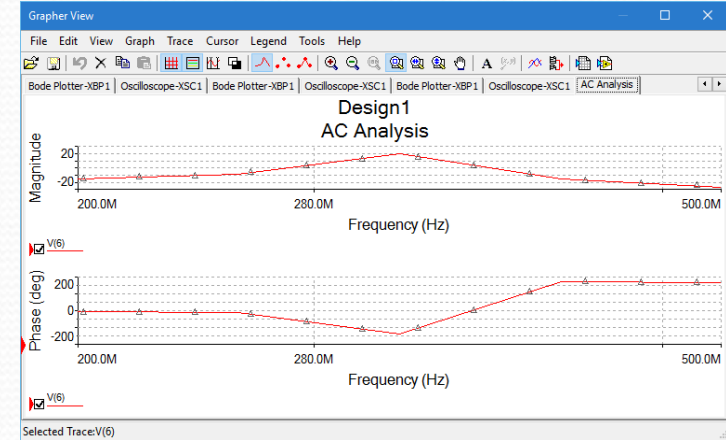 Grapher View
File Edit View Graph Trace Cursor Legend Tools Help
A
Bode Plotter-XBP1 Oscilloscope-XSC1 Bode Plotter-XBP1 Oscilloscope-XSC1 Bode Plotter-XBP1 Oscilloscope-XSC1 AC Analysis
Design1
AC Analysis
Magnitude
20
-20
200.0M 280.0M 500.0M
Frequency (Hz)
V(6)
Phase (deg)
200
0
-200
200.0M 280.0M 500.0M
Frequency (Hz)
V(6)
Selected Trace:V(6)